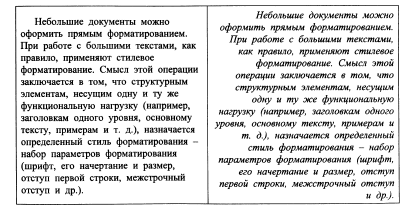 Небольшие документы можно
оформить прямым форматированием.
При работе с большими текстами, как
правило, применяют стилевое
форматирование. Смысл этой операции
заключается в том, что структурным
элементам, несущим одну и ту же
функциональную нагрузку (например,
заголовкам одного уровня, основному
тексту, примерам и т. д.), назначается
определенный стиль форматирования –
набор параметров форматирования
(шрифт, его начертание и размер,
отступ первой строки, межстрочный
отступ и др.).
Небольшие документы можно
оформить прямым форматированием.
При работе с большими текстами,
как правило, применяют стилевое
форматирование. Смысл этой
операции заключается в том, что
структурным элементам, несущим
одну и ту же функциональную
нагрузку (например, заголовкам одного
уровня, основному тексту, примерам и
т. д.), назначается определенный
стиль форматирования – набор
параметров форматирования (шрифт,
его начертание и размер, отступ
первой строки, межстрочный отступ
и др.).